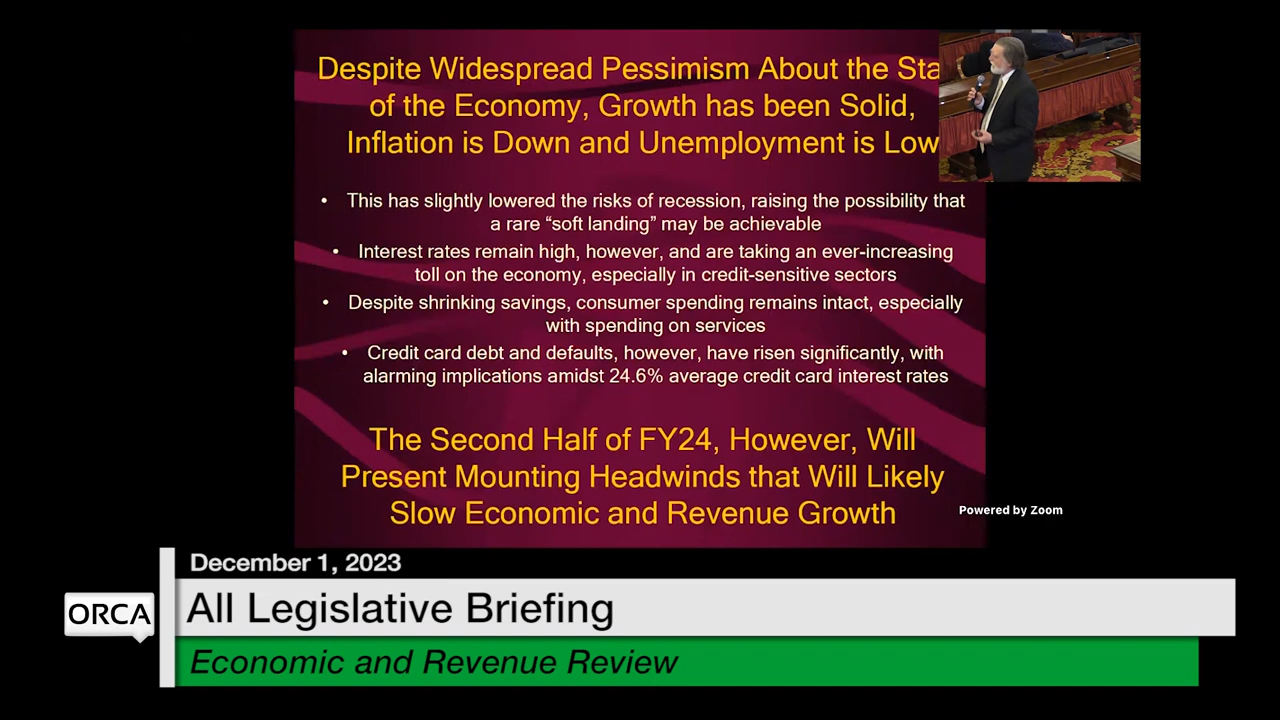 Despite Widespread Pessimism About the Sta
of the Economy, Growth has been Solid,
Inflation is Down and Unemployment is Low
• This has slightly lowered the risks of recession, raising the possibility that
a rare “soft landing” may be achievable
• Interest rates remain high, however, and are taking an ever-increasing
toll on the economy, especially in credit-sensitive sectors
• Despite shrinking savings, consumer spending remains intact, especially
with spending on services
• Credit card debt and defaults, however, have risen significantly, with
alarming implications amidst 24.6% average credit card interest rates
The Second Half of FY24, However, Will
Present Mounting Headwinds that Will Likely
Slow Economic and Revenue Growth
Powered by Zoom
December 1, 2023
ORCA
All Legislative Briefing
Economic and Revenue Review